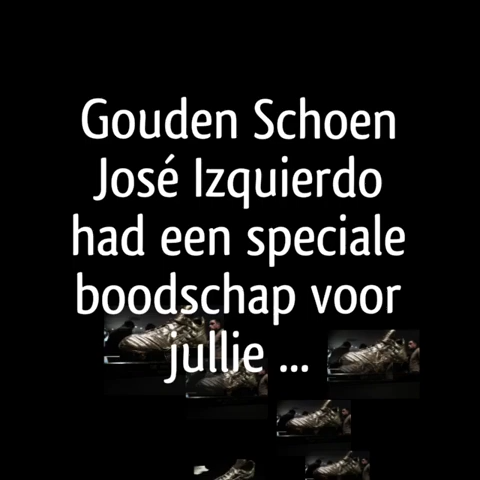 Gouden Schoen
José Izquierdo
had een speciale
boodschap voor
jullie ...